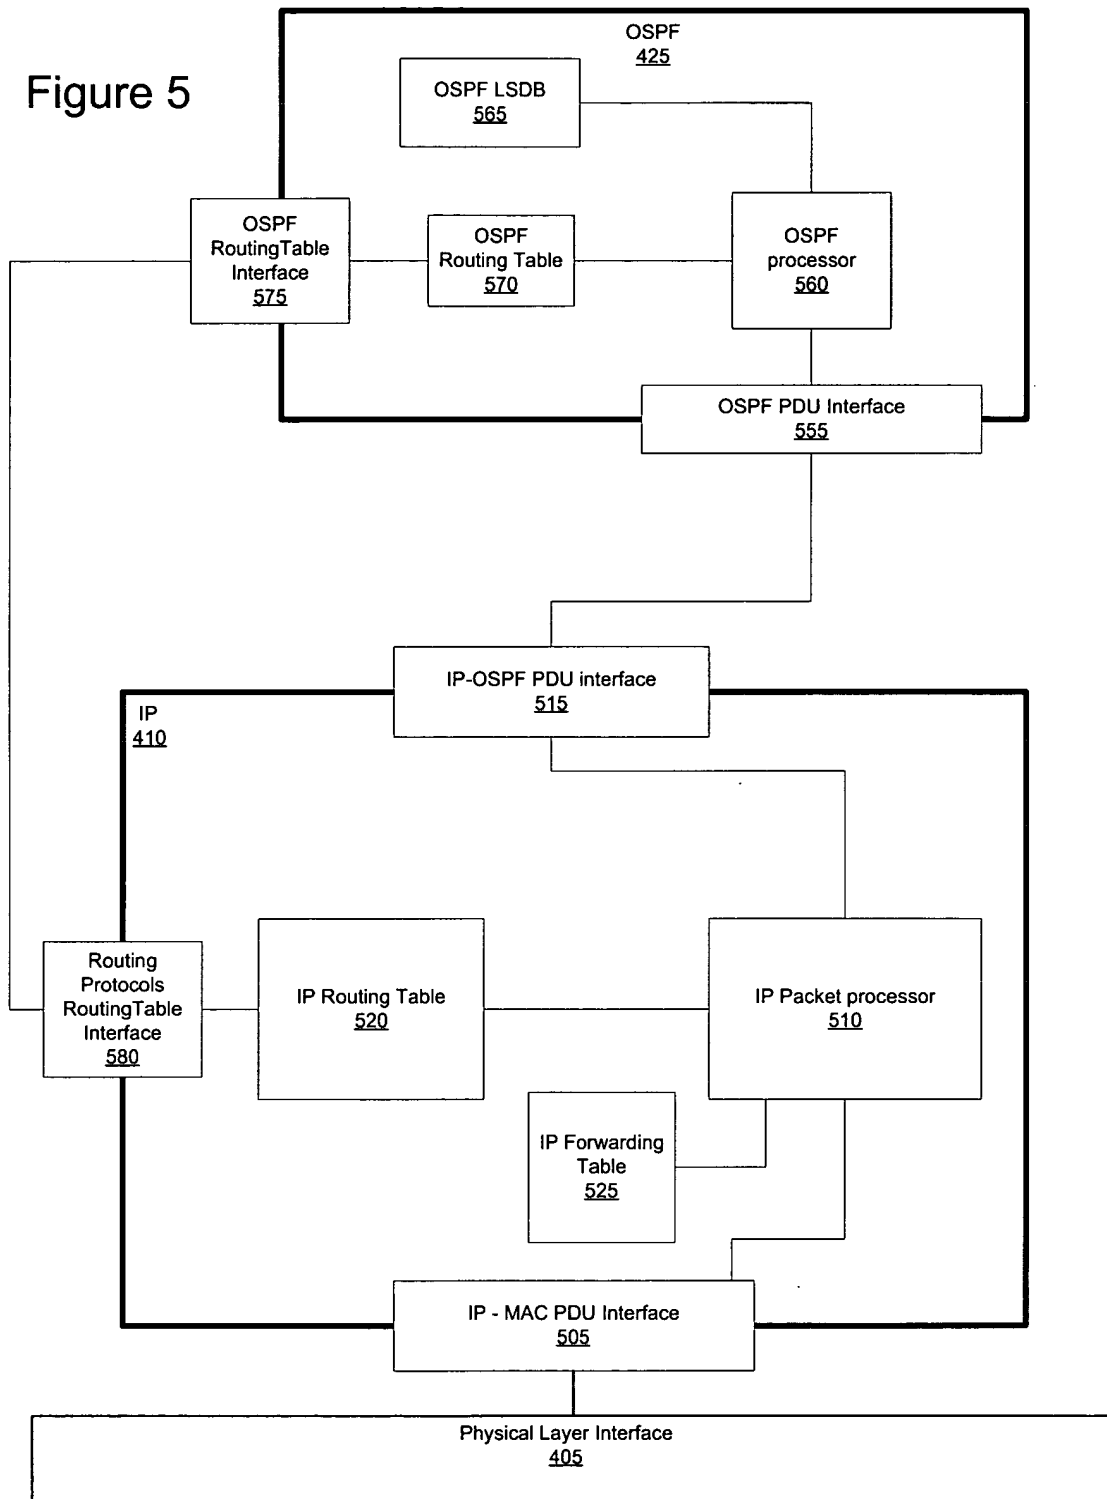 Figure 5
OSPF
425
OSPF LSDB
565
OSPF
RoutingTable
Interface
575
OSPF
Routing Table
570
OSPF
processor
560
OSPF PDU Interface
555
IP-OSPF PDU interface
515
IP
410
Routing
Protocols
RoutingTable
Interface
580
IP Routing Table
520
IP Packet processor
510
IP Forwarding
Table
525
IP - MAC PDU Interface
505
Physical Layer Interface
405